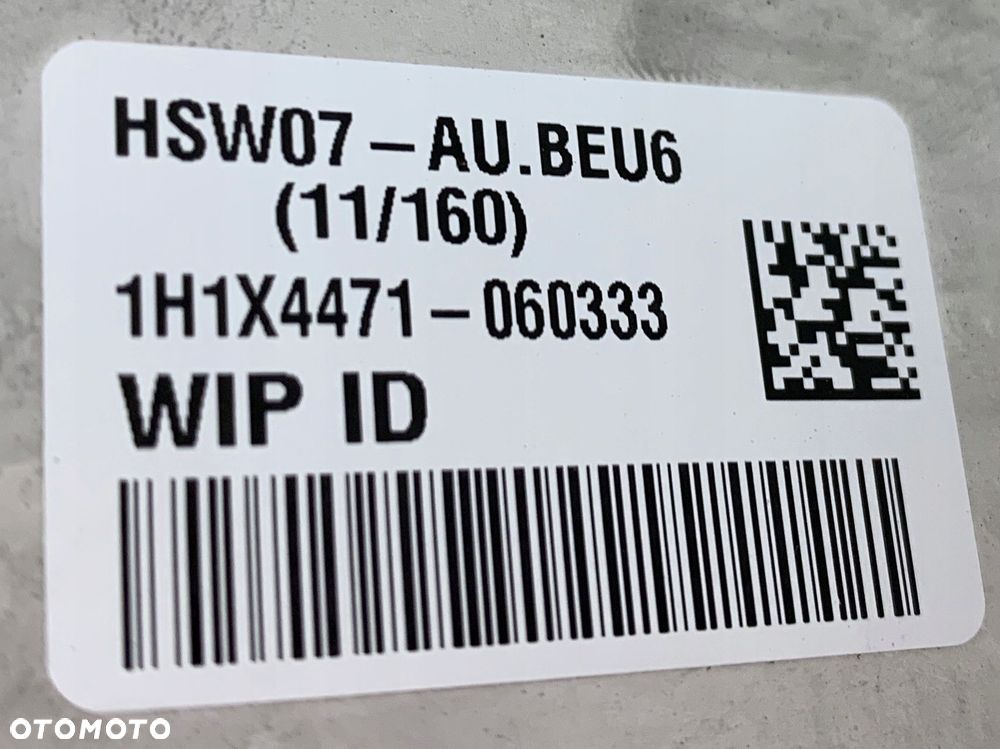 HSW07-AU.BEU6
(11/160)
1H1X4471-060333
WIP ID
OTOMOTO